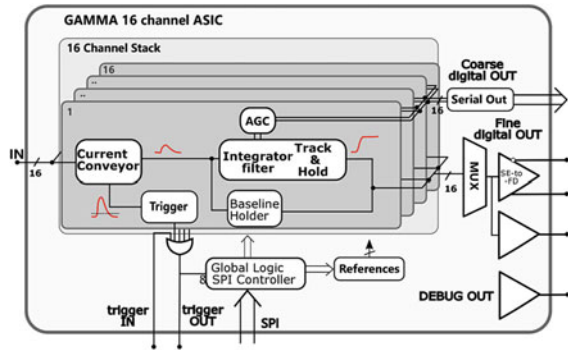 GAMMA 16 channel ASIC
16 Channel Stack
16
..
..
1
AGC
Coarse
digital OUT
16
Serial Out
Fine
digital OUT
IN
16
Current
Conveyor
Integrator
filter
Track
&
Hold
16
MUX
SE-to
-FD
Trigger
Baseline
Holder
8
Global Logic
SPI Controller
References
DEBUG OUT
trigger
IN
trigger
OUT
SPI